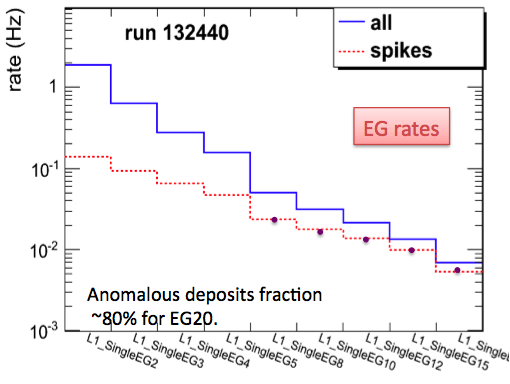 rate (Hz)
run 132440
all
spikes
EG rates
1
10-1
10-2
10-3
Anomalous deposits fraction
~80% for EG20.
L1_SingleEG2
L1_SingleEG3
L1_SingleEG4
L1_SingleEG5
L1_SingleEG8
L1_SingleEG10
L1_SingleEG12
L1_SingleEG15